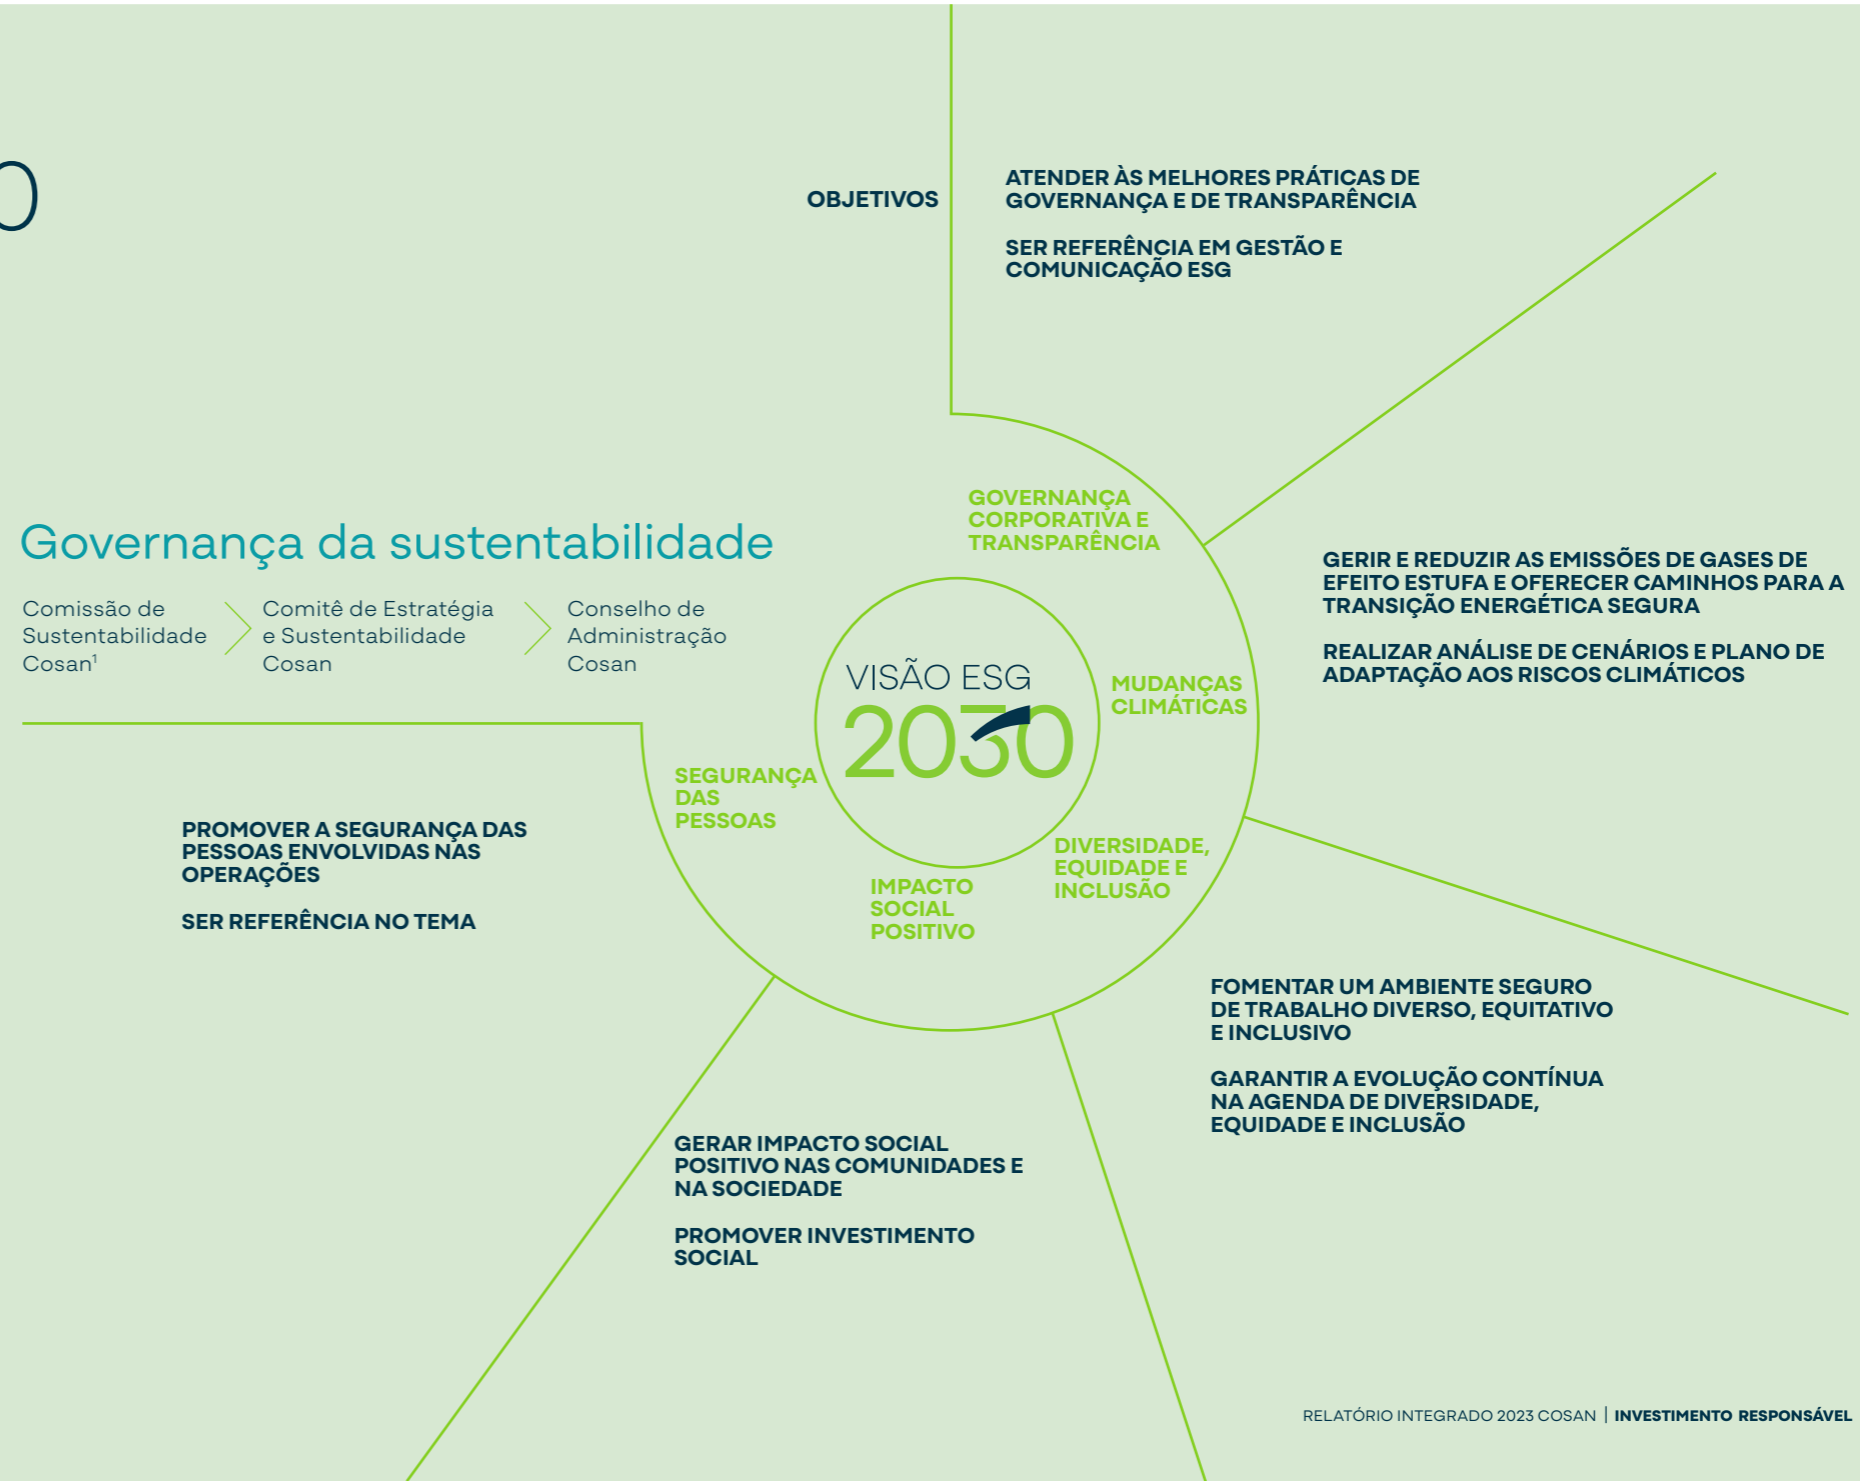 0
OBJETIVOS
ATENDER ÀS MELHORES PRÁTICAS DE
GOVERNANÇA E DE TRANSPARÊNCIA
SER REFERÊNCIA EM GESTÃO E
COMUNICAÇÃO ESG
Governança da sustentabilidade
Comissão de
Sustentabilidade
Cosan¹
Comitê de Estratégia
e Sustentabilidade
Cosan
Conselho de
Administração
Cosan
GOVERNANÇA
CORPORATIVA E
TRANSPARÊNCIA
GERIR E REDUZIR AS EMISSÕES DE GASES DE
EFEITO ESTUFA E OFERECER CAMINHOS PARA A
TRANSIÇÃO ENERGÉTICA SEGURA
REALIZAR ANÁLISE DE CENÁRIOS E PLANO DE
ADAPTAÇÃO AOS RISCOS CLIMÁTICOS
VISÃO ESG
2030
MUDANÇAS
CLIMÁTICAS
SEGURANÇA
DAS
PESSOAS
DIVERSIDADE,
EQUIDADE E
INCLUSÃO
IMPACTO
SOCIAL
POSITIVO
PROMOVER A SEGURANÇA DAS
PESSOAS ENVOLVIDAS NAS
OPERAÇÕES
SER REFERÊNCIA NO TEMA
FOMENTAR UM AMBIENTE SEGURO
DE TRABALHO DIVERSO, EQUITATIVO
E INCLUSIVO
GARANTIR A EVOLUÇÃO CONTÍNUA
NA AGENDA DE DIVERSIDADE,
EQUIDADE E INCLUSÃO
GERAR IMPACTO SOCIAL
POSITIVO NAS COMUNIDADES E
NA SOCIEDADE
PROMOVER INVESTIMENTO
SOCIAL
RELATÓRIO INTEGRADO 2023 COSAN | INVESTIMENTO RESPONSÁVEL